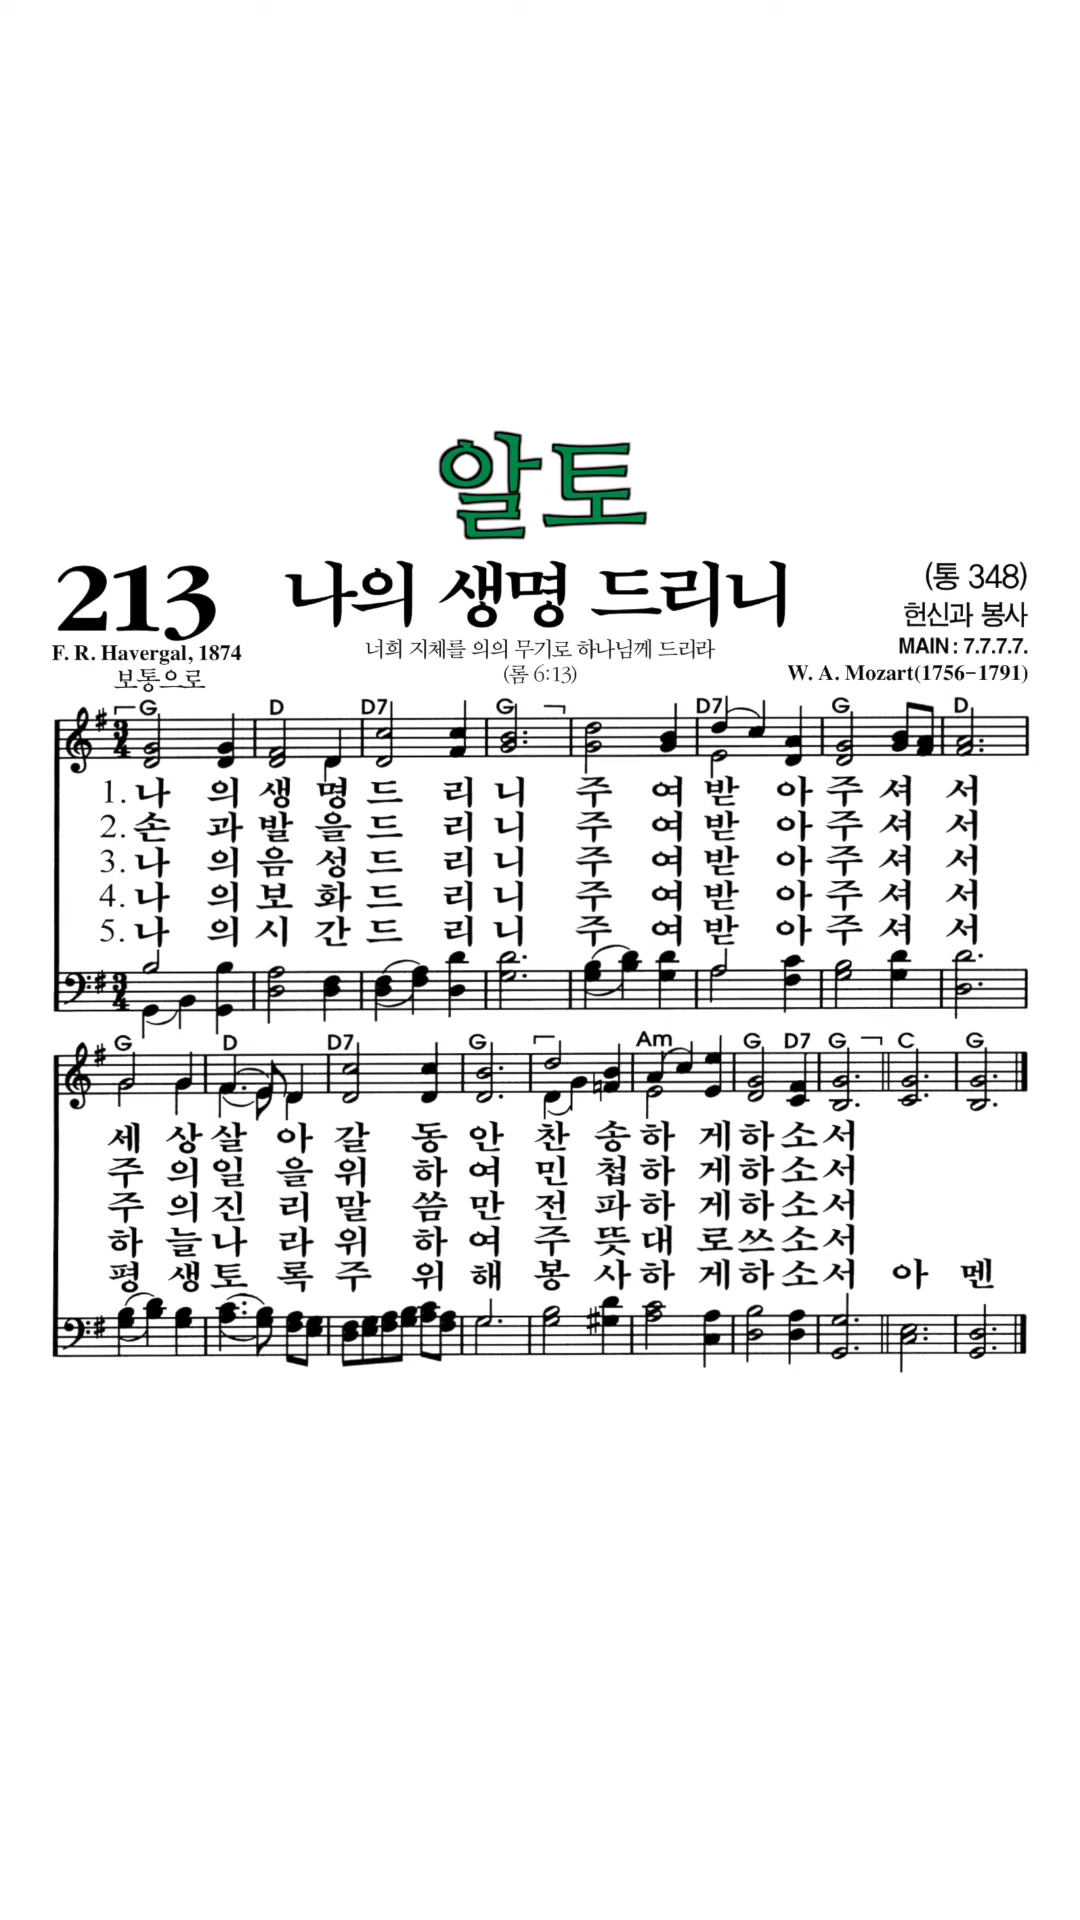 알토
213 나의 생명 드리니 (통 348)
헌신과 봉사
F. R. Havergal, 1874 너희 지체를 의의 무기로 하나님께 드리라 MAIN : 7.7.7.7.
보통으로 (롬 6:13) W. A. Mozart(1756-1791)
G D D7 G D7 G D
1. 나 의 생 명 드 리 니 주 여 받 아 주 셔 서
2. 손 과 발 을 드 리 니 주 여 받 아 주 셔 서
3. 나 의 음 성 드 리 니 주 여 받 아 주 셔 서
4. 나 의 보 화 드 리 니 주 여 받 아 주 셔 서
5. 나 의 시 간 드 리 니 주 여 받 아 주 셔 서
G D D7 G Am G D7 G C G
세 상 살 아 갈 동 안 찬 송 하 게 하 소 서
주 의 일 을 위 하 여 민 첩 하 게 하 소 서
주 의 진 리 말 씀 만 전 파 하 게 하 소 서
하 늘 나 라 위 하 여 주 뜻 대 로 쓰 소 서
평 생 토 록 주 위 해 봉 사 하 게 하 소 서 아 멘